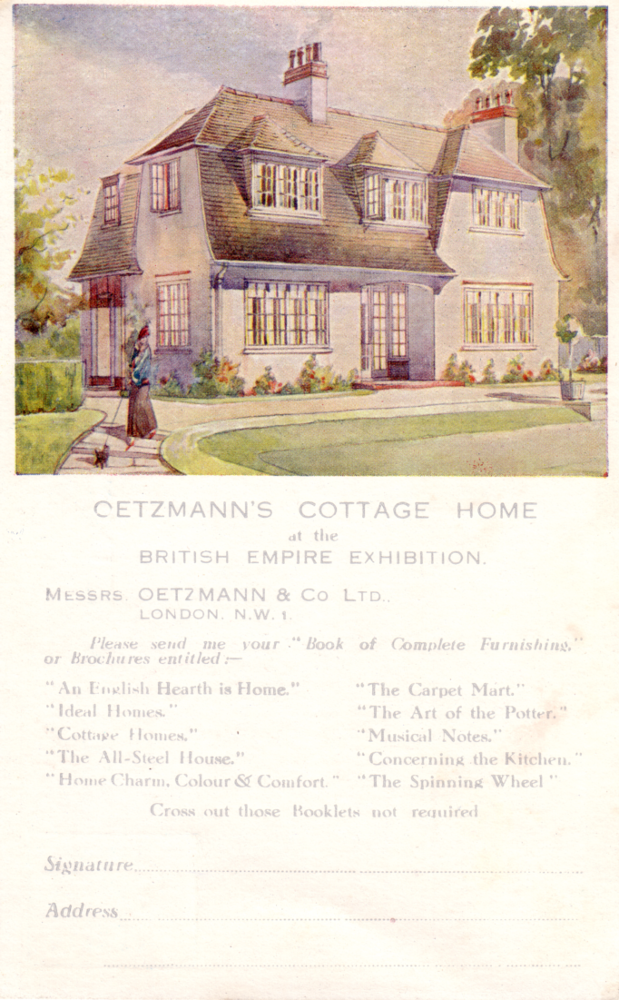 OETZMANN'S COTTAGE HOME
at the
BRITISH EMPIRE EXHIBITION.
MESSRS. OETZMANN & Co LTD.,
LONDON. N.W. 1.
Please send me your "Book of Complete Furnishing,"
or Brochures entitled :—
"An English Hearth is Home." "The Carpet Mart."
"Ideal Homes." "The Art of the Potter."
"Cottage Homes." "Musical Notes."
"The All-Steel House." "Concerning the Kitchen."
"Home Charm, Colour & Comfort." "The Spinning Wheel"
Cross out those Booklets not required
Signature
Address